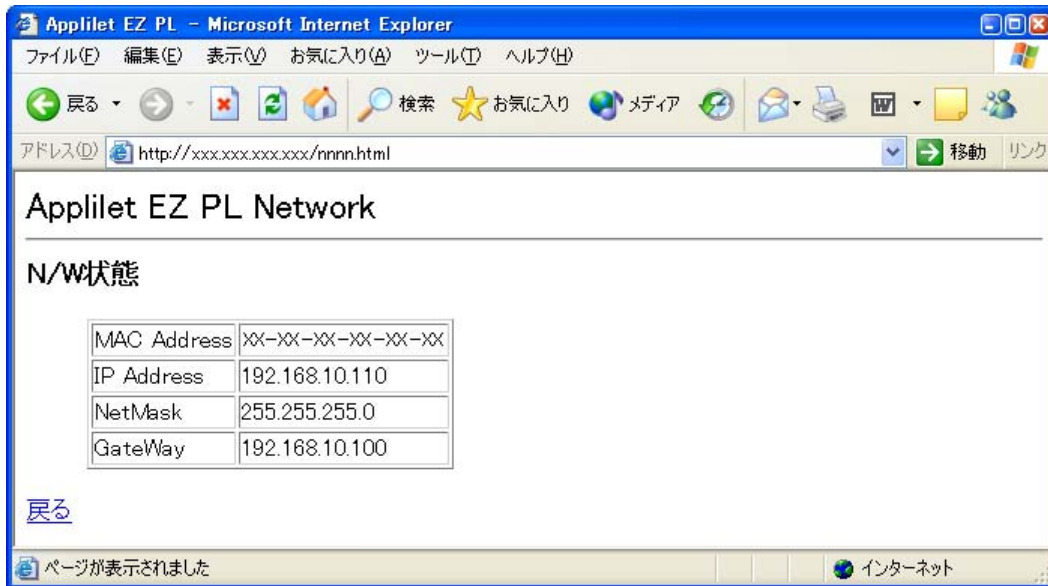 Applilet EZ PL - Microsoft Internet Explorer
ファイル(F) 編集(E) 表示(V) お気に入り(A) ツール(T) ヘルプ(H)
戻る 検索 お気に入り メディア
アドレス(D) http://xxx.xxx.xxx.xxx/nnnn.html 移動 リンク
Applilet EZ PL Network
N/W状態
MAC Address xx-xx-xx-xx-xx-xx
IP Address 192.168.10.110
NetMask 255.255.255.0
GateWay 192.168.10.100
戻る
ページが表示されました インターネット